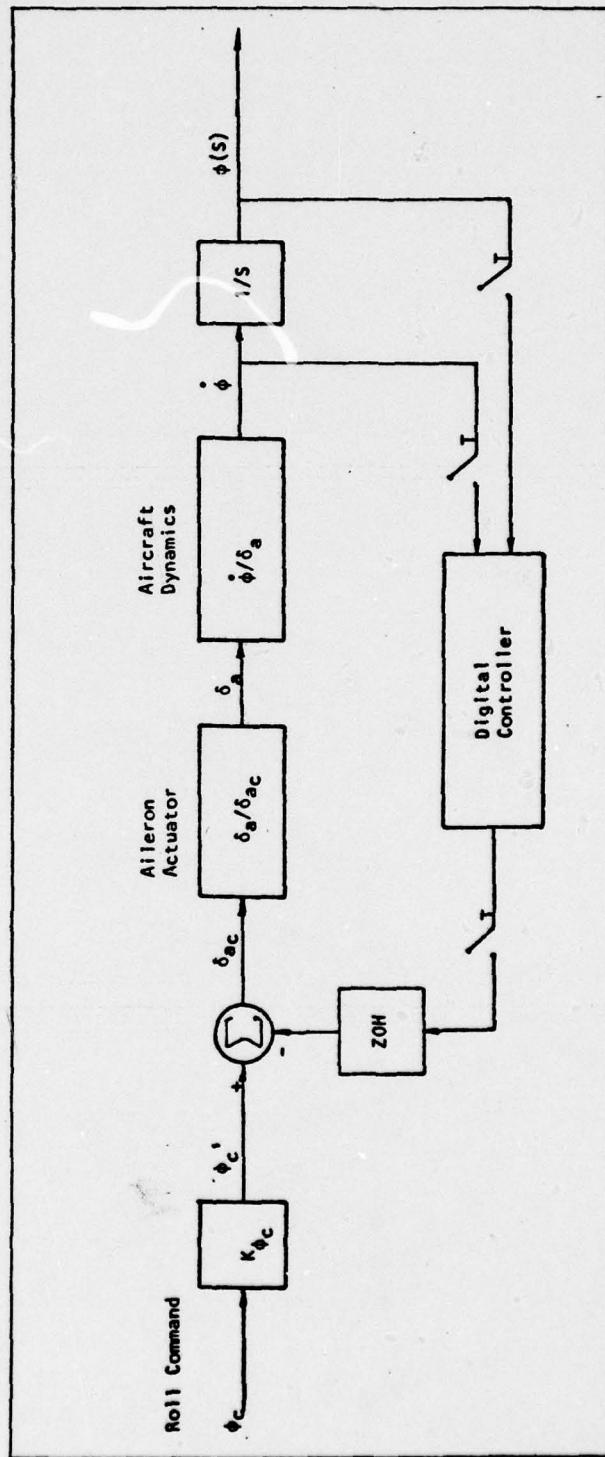 Roll Command
ϕc
Kϕc
ϕc'
+
-
Σ
δac
Aileron
Actuator
δa/δac
δa
Aircraft
Dynamics
ϕ̇/δa
ϕ̇
1/S
ϕ(S)
T
T
Digital
Controller
T
ZOH